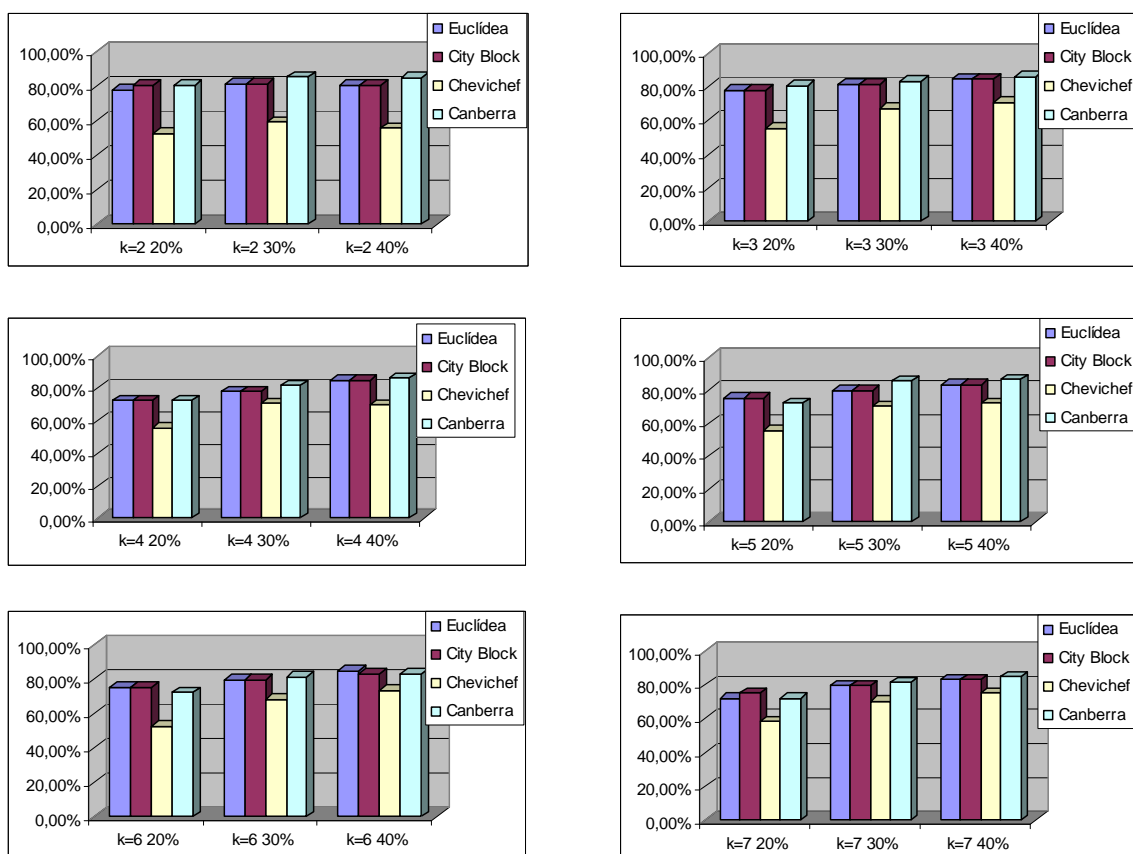 Euclídea
City Block
Chevichef
Canberra
100,00%
80,00%
60,00%
40,00%
20,00%
0,00%
k=2 20%
k=2 30%
k=2 40%
Euclídea
City Block
Chevichef
Canberra
100,00%
80,00%
60,00%
40,00%
20,00%
0,00%
k=3 20%
k=3 30%
k=3 40%
Euclídea
City Block
Chevichef
Canberra
100,00%
80,00%
60,00%
40,00%
20,00%
0,00%
k=4 20%
k=4 30%
k=4 40%
Euclídea
City Block
Chevichef
Canberra
100,00%
80,00%
60,00%
40,00%
20,00%
0,00%
k=5 20%
k=5 30%
k=5 40%
Euclídea
City Block
Chevichef
Canberra
100,00%
80,00%
60,00%
40,00%
20,00%
0,00%
k=6 20%
k=6 30%
k=6 40%
Euclídea
City Block
Chevichef
Canberra
100,00%
80,00%
60,00%
40,00%
20,00%
0,00%
k=7 20%
k=7 30%
k=7 40%